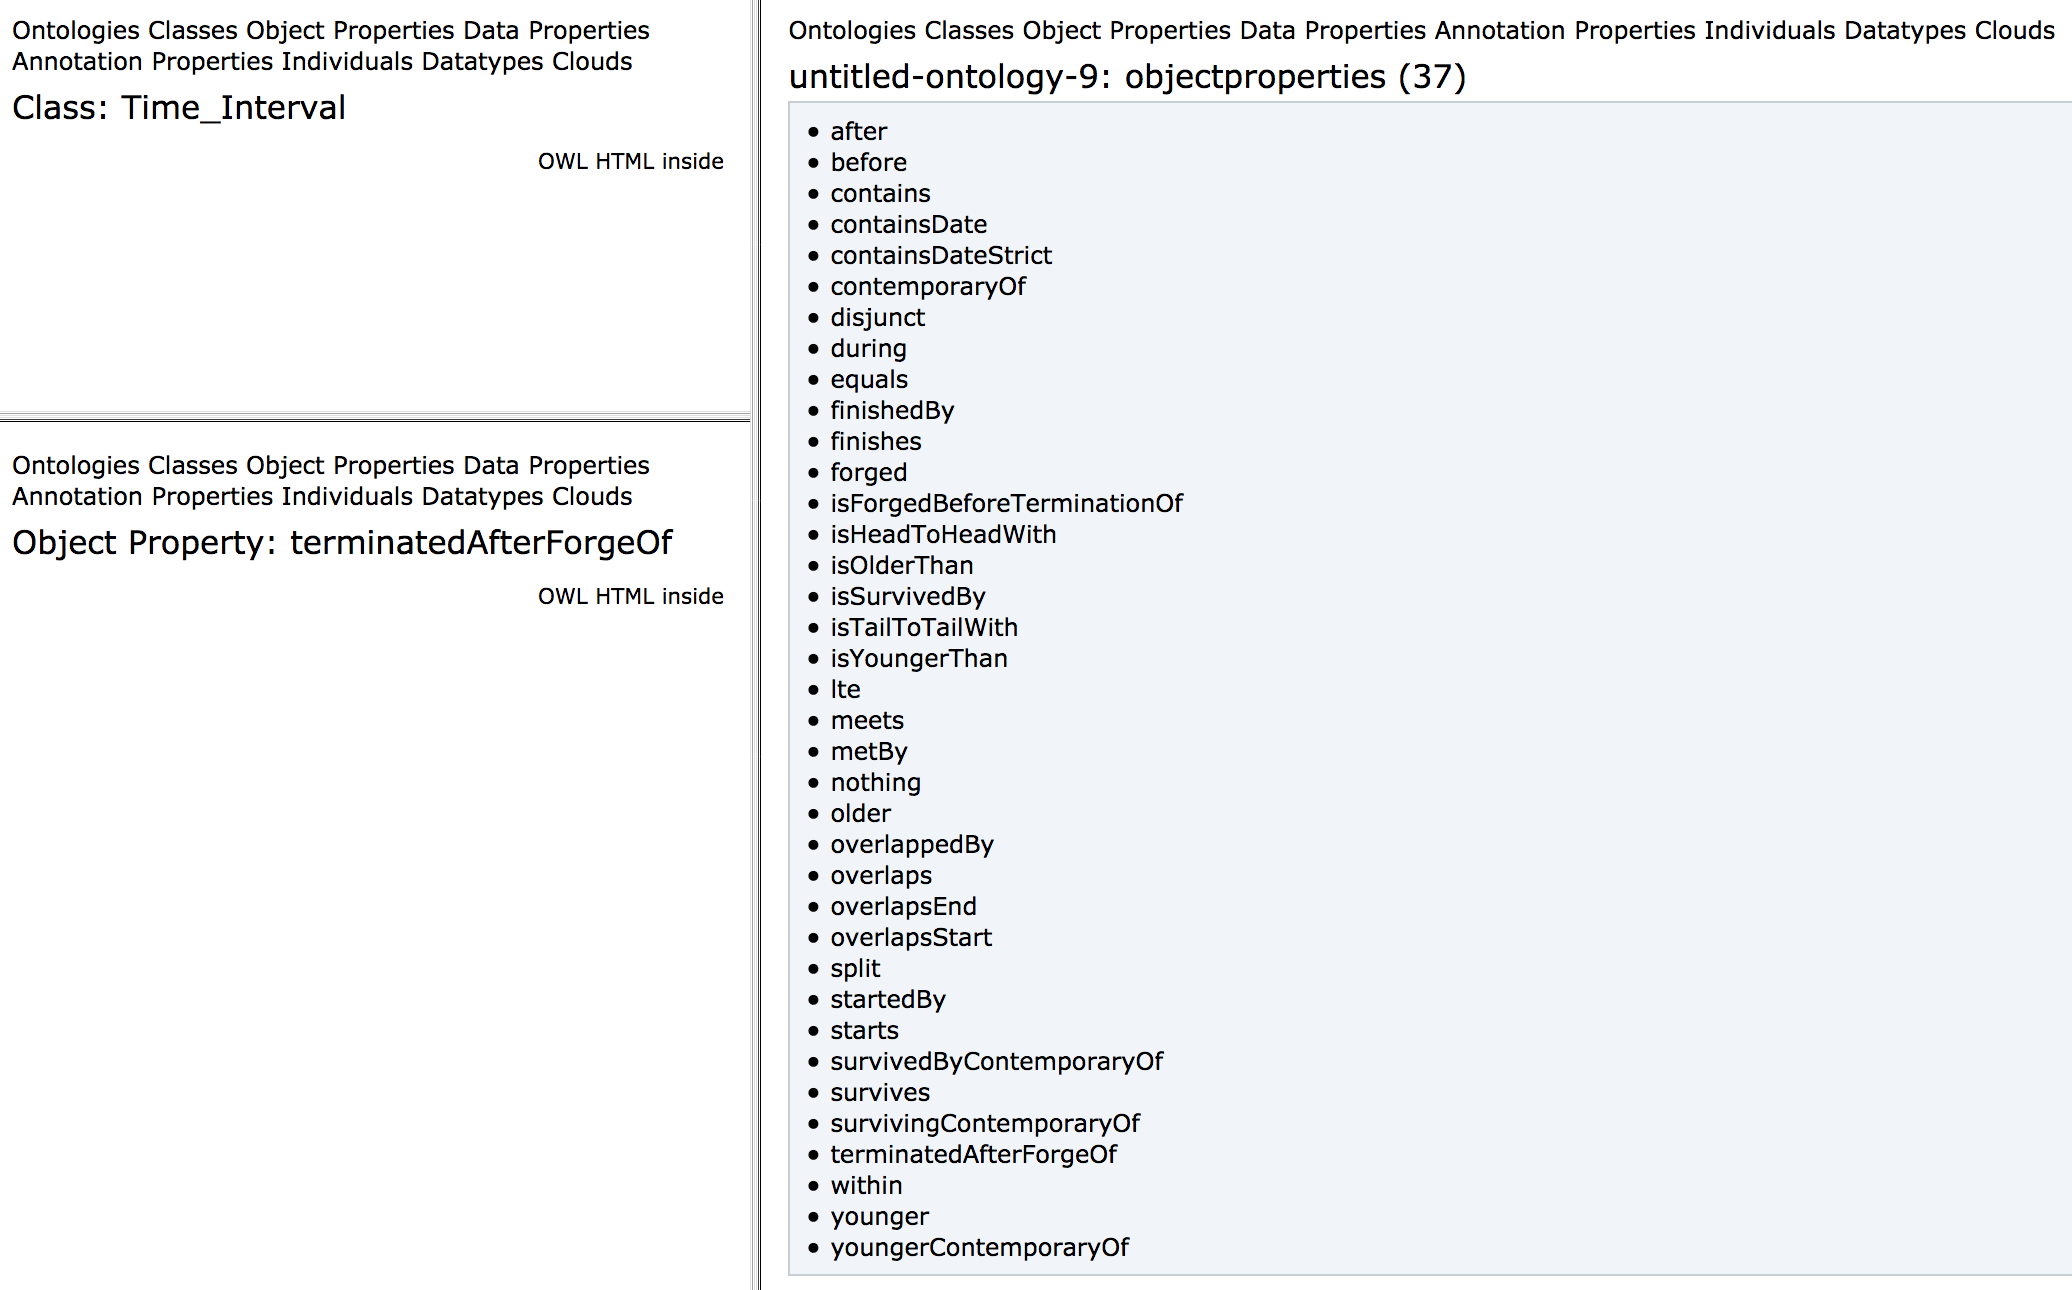 Ontologies Classes Object Properties Data Properties
Annotation Properties Individuals Datatypes Clouds
Class: Time_Interval
OWL HTML inside
Ontologies Classes Object Properties Data Properties
Annotation Properties Individuals Datatypes Clouds
Object Property: terminatedAfterForgeOf
OWL HTML inside
Ontologies Classes Object Properties Data Properties Annotation Properties Individuals Datatypes Clouds
untitled-ontology-9: objectproperties (37)
• after
• before
• contains
• containsDate
• containsDateStrict
• contemporaryOf
• disjunct
• during
• equals
• finishedBy
• finishes
• forged
• isForgedBeforeTerminationOf
• isHeadToHeadWith
• isOlderThan
• isSurvivedBy
• isTailToTailWith
• isYoungerThan
• lte
• meets
• metBy
• nothing
• older
• overlappedBy
• overlaps
• overlapsEnd
• overlapsStart
• split
• startedBy
• starts
• survivedByContemporaryOf
• survives
• survivingContemporaryOf
• terminatedAfterForgeOf
• within
• younger
• youngerContemporaryOf